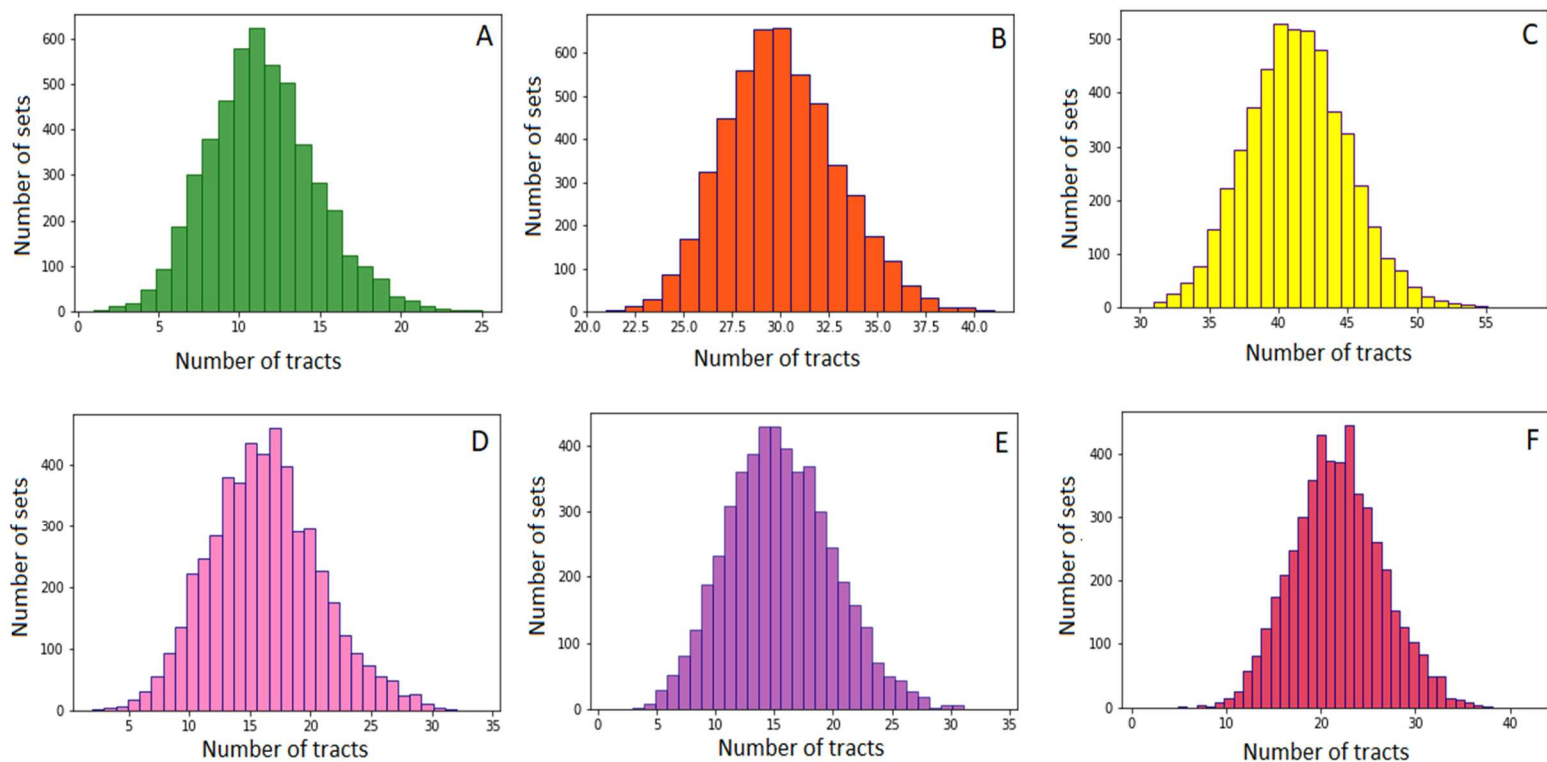 A
600
500
400
300
200
100
0
Number of sets
0 5 10 15 20 25
Number of tracts
B
600
500
400
300
200
100
0
Number of sets
20.0 22.5 25.0 27.5 30.0 32.5 35.0 37.5 40.0
Number of tracts
C
500
400
300
200
100
0
Number of sets
30 35 40 45 50 55
Number of tracts
D
400
300
200
100
0
Number of sets
5 10 15 20 25 30 35
Number of tracts
E
400
300
200
100
0
Number of sets
0 5 10 15 20 25 30 35
Number of tracts
F
400
300
200
100
0
Number of sets
0 10 20 30 40
Number of tracts